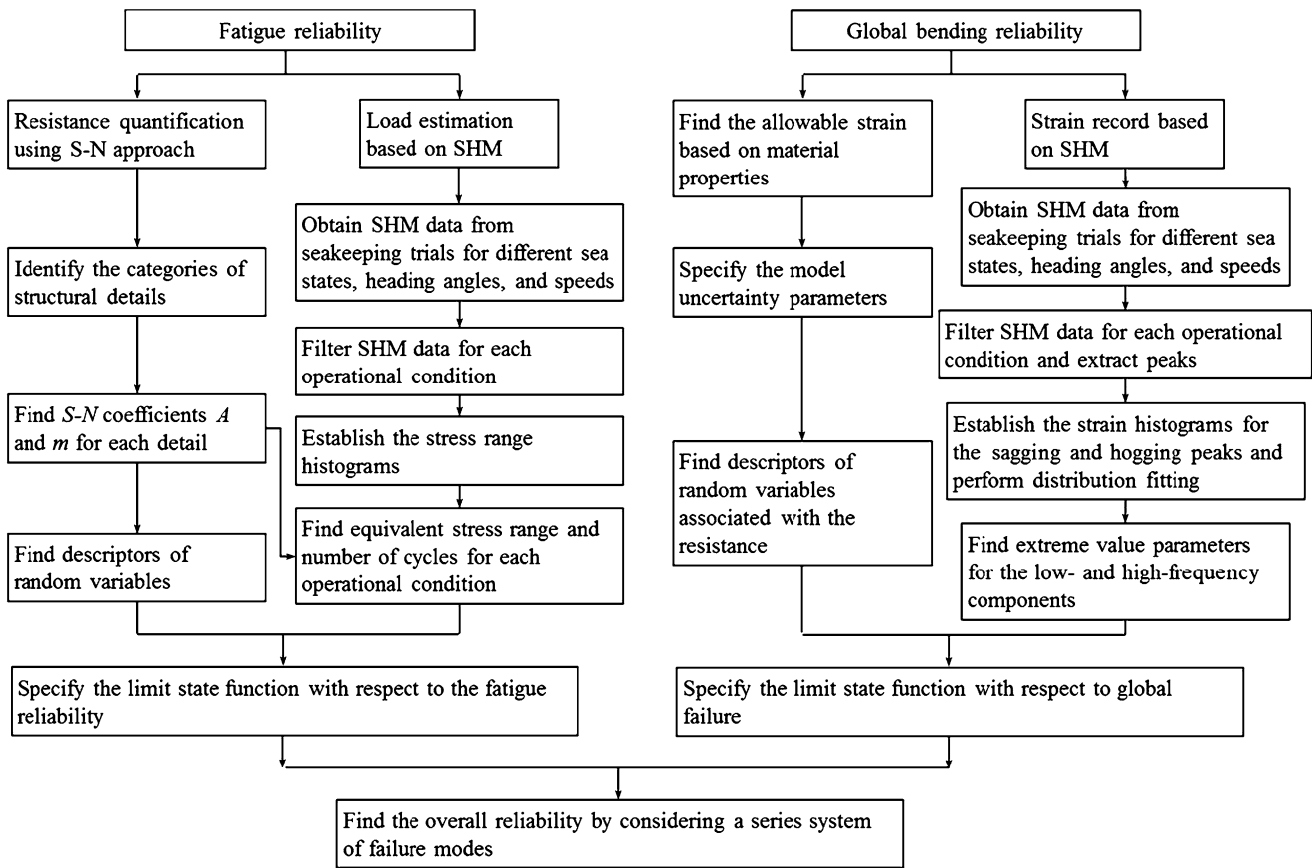 Fatigue reliability
Resistance quantification
using S-N approach
Load estimation
based on SHM
Obtain SHM data from
seakeeping trials for different sea
states, heading angles, and speeds
Identify the categories of
structural details
Filter SHM data for each
operational condition
Find S-N coefficients A
and m for each detail
Establish the stress range
histograms
Find equivalent stress range and
number of cycles for each
operational condition
Find descriptors of
random variables
Specify the limit state function with respect to the fatigue
reliability
Global bending reliability
Find the allowable strain
based on material
properties
Strain record based
on SHM
Obtain SHM data from
seakeeping trials for different sea
states, heading angles, and speeds
Specify the model
uncertainty parameters
Filter SHM data for each operational
condition and extract peaks
Establish the strain histograms for
the sagging and hogging peaks and
perform distribution fitting
Find descriptors of
random variables
associated with the
resistance
Find extreme value parameters
for the low- and high-frequency
components
Specify the limit state function with respect to global
failure
Find the overall reliability by considering a series system
of failure modes